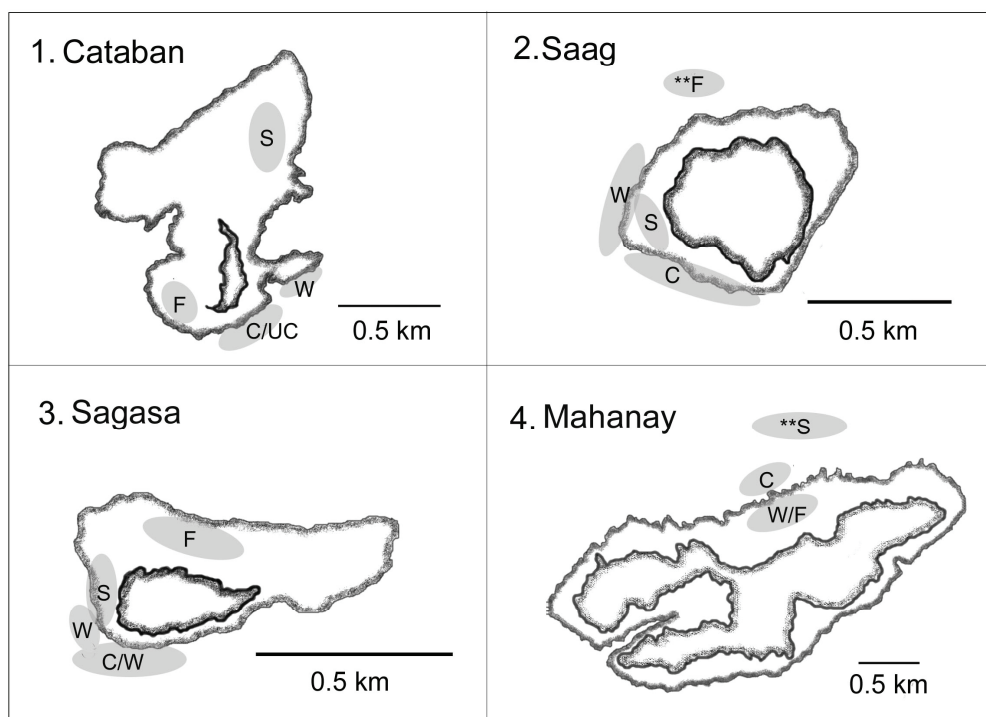 1. Cataban
S
F
W
C/UC
0.5 km
2.Saag
**F
W
S
C
0.5 km
3. Sagasa
F
S
W
C/W
0.5 km
4. Mahanay
**S
C
W/F
0.5 km